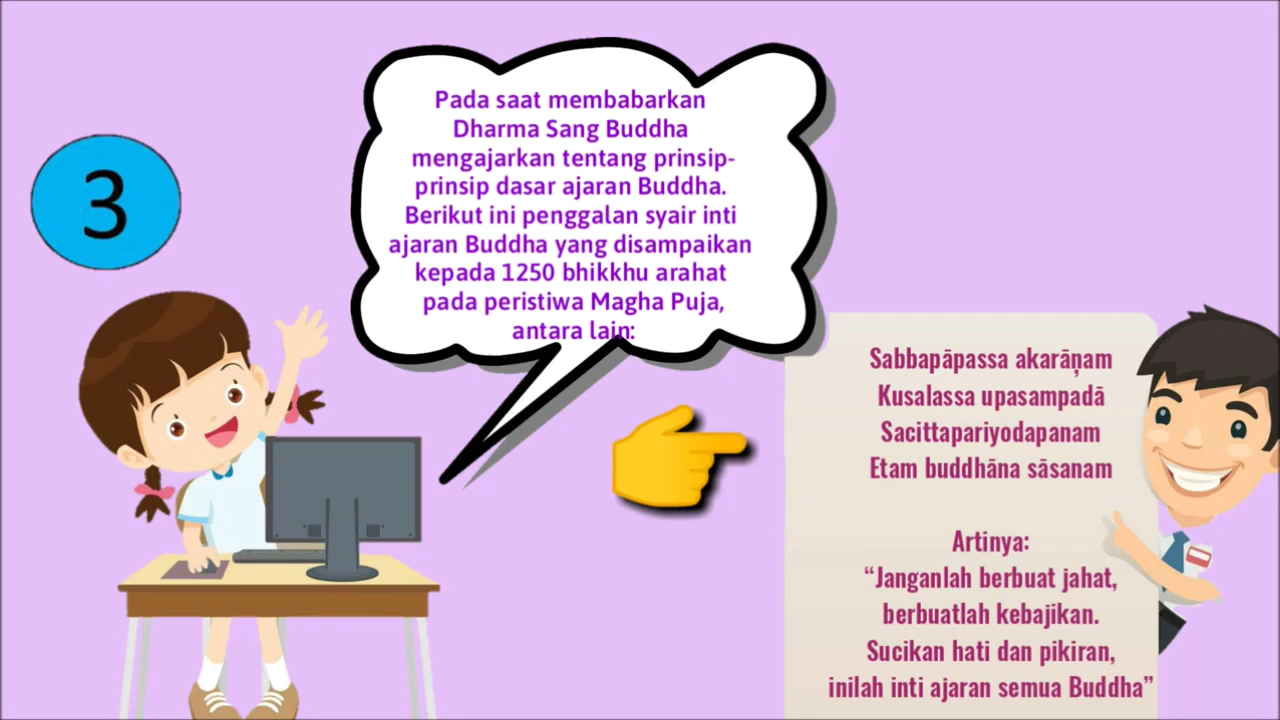 3
Pada saat membabarkan
Dharma Sang Buddha
mengajarkan tentang prinsip-
prinsip dasar ajaran Buddha.
Berikut ini penggalan syair inti
ajaran Buddha yang disampaikan
kepada 1250 bhikkhu arahat
pada peristiwa Magha Puja,
antara lain:
Sabbapāpassa akarāṇam
Kusalassa upasampadā
Sacittapariyodapanam
Etam buddhāna sāsanam
Artinya:
“Janganlah berbuat jahat,
berbuatlah kebajikan.
Sucikan hati dan pikiran,
inilah inti ajaran semua Buddha”